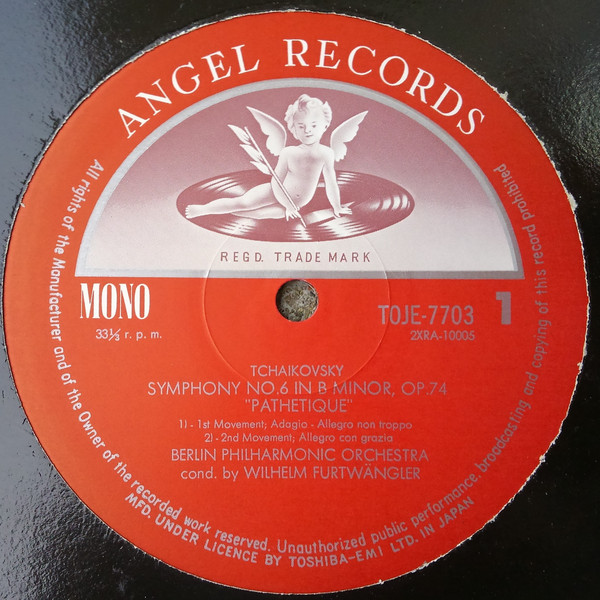 ANGEL RECORDS
REGD. TRADE MARK
MONO
33⅓ r. p. m.
TOJE-7703
2XRA-10005
1
TCHAIKOVSKY
SYMPHONY NO.6 IN B MINOR, OP.74
"PATHETIQUE"
1) - 1st Movement; Adagia - Allegro non troppo
2) - 2nd Movement; Allegro con grazia
BERLIN PHILHARMONIC ORCHESTRA
cond. by WILHELM FURTWÄNGLER
All rights of the Manufacturer and of the Owner of the recorded work reserved. Unauthorized public performance, broadcasting and copying of this record prohibited
MFD. UNDER LICENCE BY TOSHIBA-EMI LTD. IN JAPAN